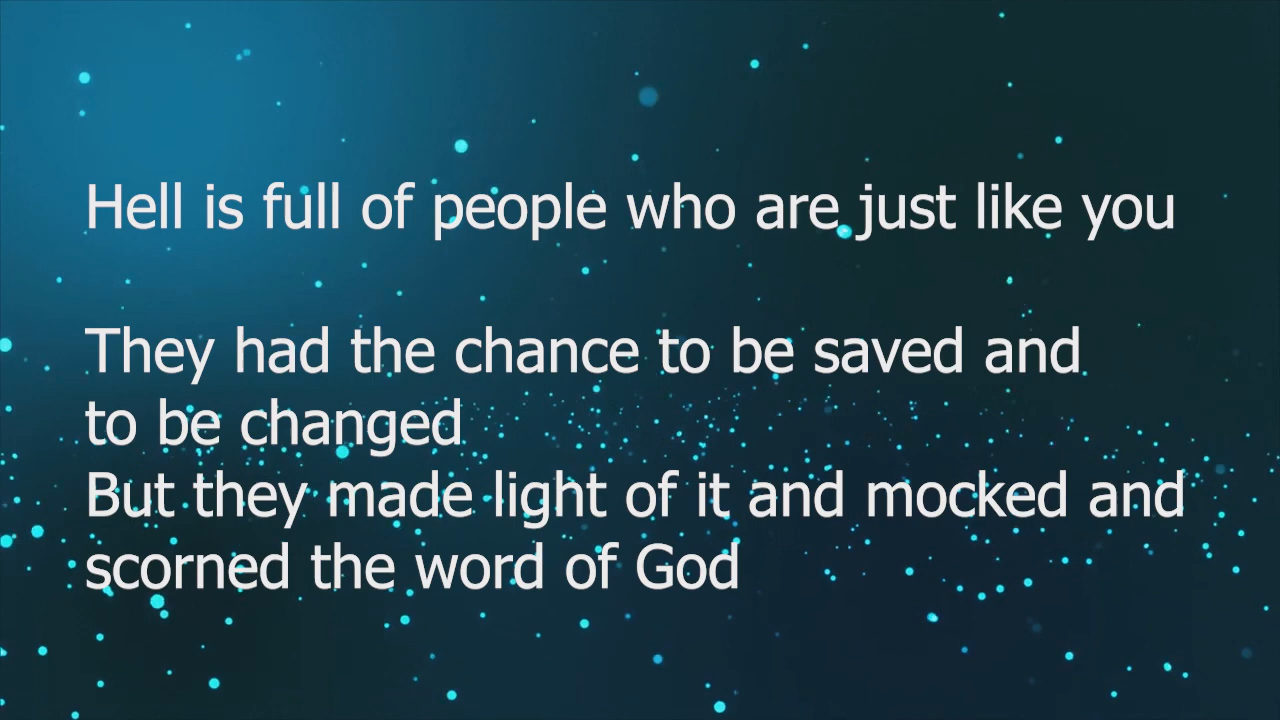 Hell is full of people who are just like you
They had the chance to be saved and
to be changed
But they made light of it and mocked and
scorned the word of God